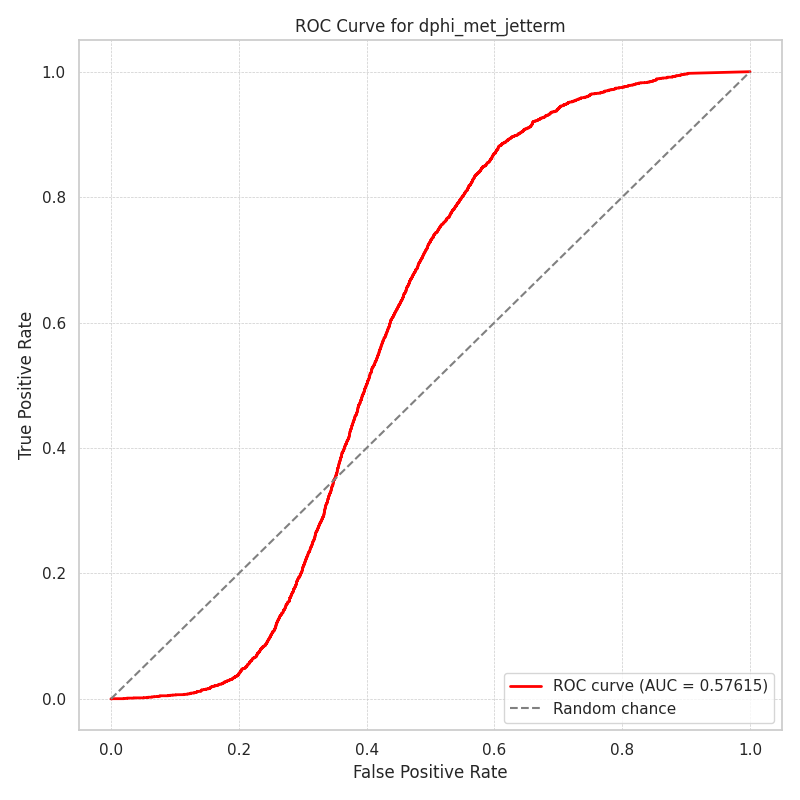 ROC Curve for dphi_met_jetterm
1.0
0.8
0.6
0.4
0.2
0.0
True Positive Rate
ROC curve (AUC = 0.57615)
Random chance
0.0 0.2 0.4 0.6 0.8 1.0
False Positive Rate